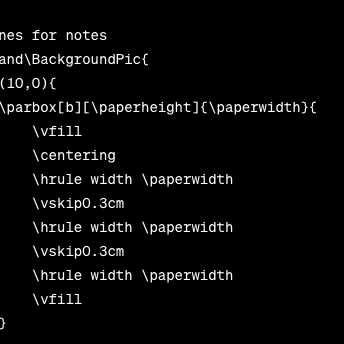 nes for notes
and\BackgroundPic{
(10,0){
\parbox[b][\paperheight]{\paperwidth}{
\vfill
\centering
\hrule width \paperwidth
\vskip0.3cm
\hrule width \paperwidth
\vskip0.3cm
\hrule width \paperwidth
\vfill
}